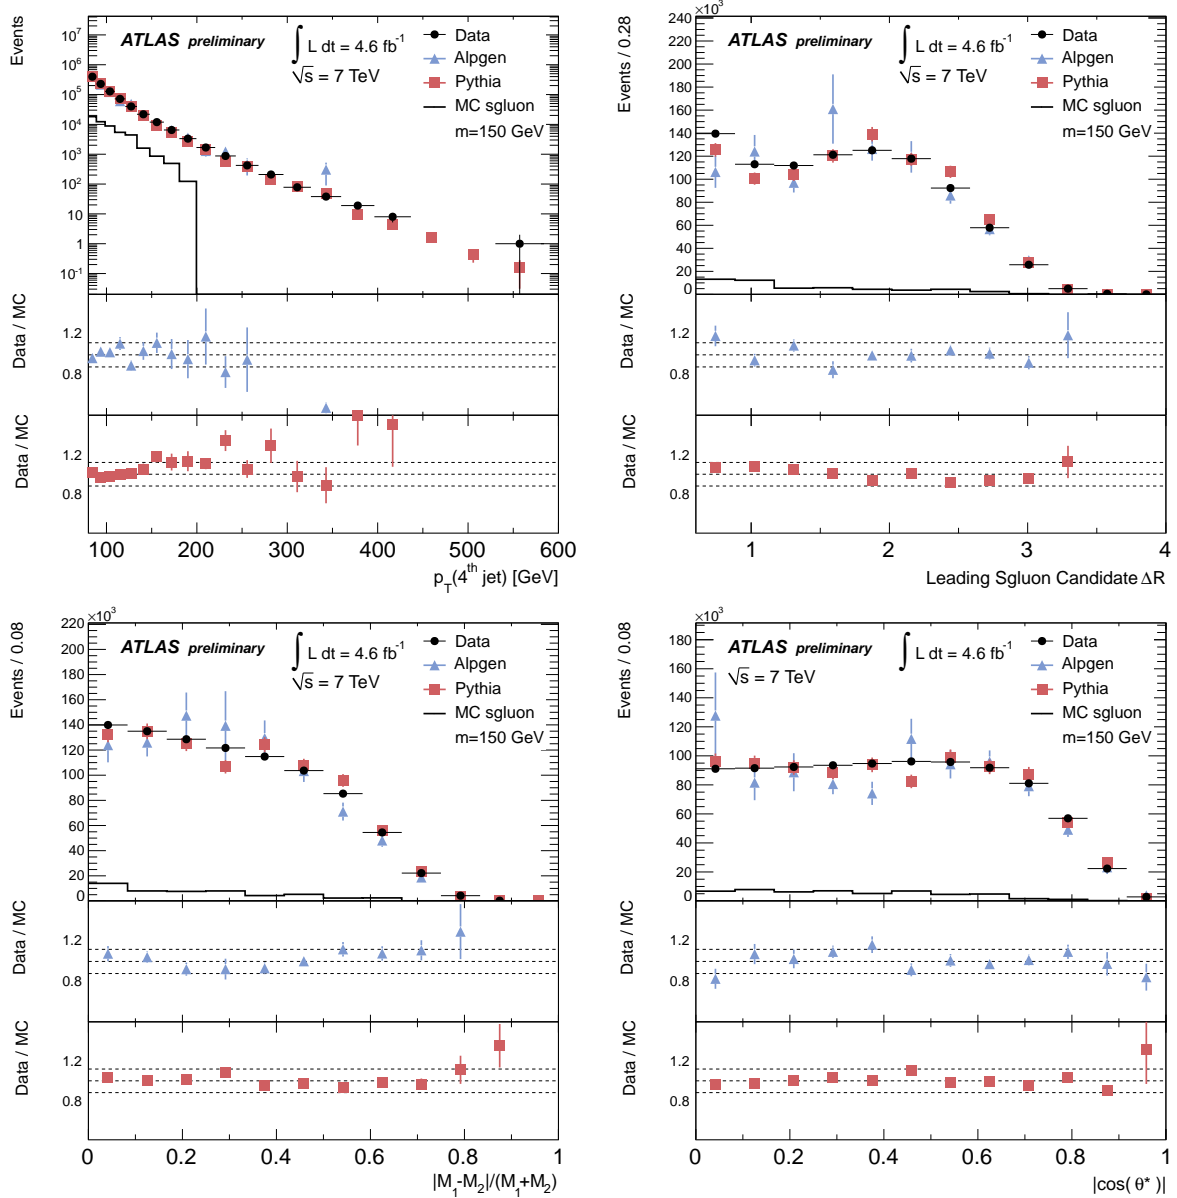 Events
10⁷
10⁶
10⁵
10⁴
10³
10²
10
1
10⁻¹
ATLAS preliminary
∫ L dt = 4.6 fb⁻¹
√s = 7 TeV
Data
Alpgen
Pythia
MC sgluon
m=150 GeV
Data / MC
1.2
0.8
Data / MC
1.2
0.8
100 200 300 400 500 600
p_T(4ᵗʰ jet) [GeV]
×10³
Events / 0.28
240
220
200
180
160
140
120
100
80
60
40
20
0
ATLAS preliminary
∫ L dt = 4.6 fb⁻¹
√s = 7 TeV
Data
Alpgen
Pythia
MC sgluon
m=150 GeV
Data / MC
1.2
0.8
Data / MC
1.2
0.8
1 2 3 4
Leading Sgluon Candidate ΔR
×10³
Events / 0.08
220
200
180
160
140
120
100
80
60
40
20
0
ATLAS preliminary
∫ L dt = 4.6 fb⁻¹
√s = 7 TeV
Data
Alpgen
Pythia
MC sgluon
m=150 GeV
Data / MC
1.2
0.8
Data / MC
1.2
0.8
0 0.2 0.4 0.6 0.8 1
|M₁-M₂|/(M₁+M₂)
×10³
Events / 0.08
180
160
140
120
100
80
60
40
20
0
ATLAS preliminary
√s = 7 TeV
∫ L dt = 4.6 fb⁻¹
Data
Alpgen
Pythia
MC sgluon
m=150 GeV
Data / MC
1.2
0.8
Data / MC
1.2
0.8
0 0.2 0.4 0.6 0.8 1
|cos(θ*)|